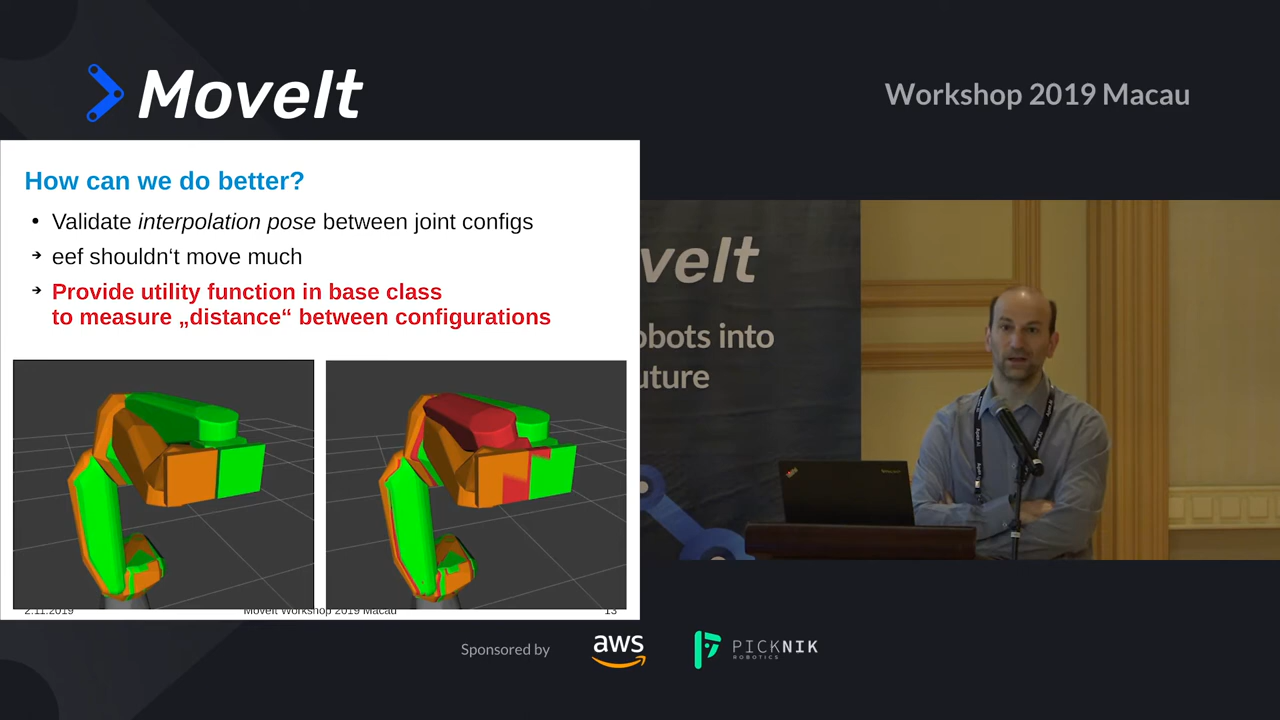 MoveIt
Workshop 2019 Macau
How can we do better?
• Validate interpolation pose between joint configs
➔ eef shouldn‘t move much
➔ Provide utility function in base class
to measure „distance“ between configurations
2.11.2019
MoveIt Workshop 2019 Macau
13
veIt
obots into
uture
Sponsored by
aws
PICKNIK
ROBOTICS